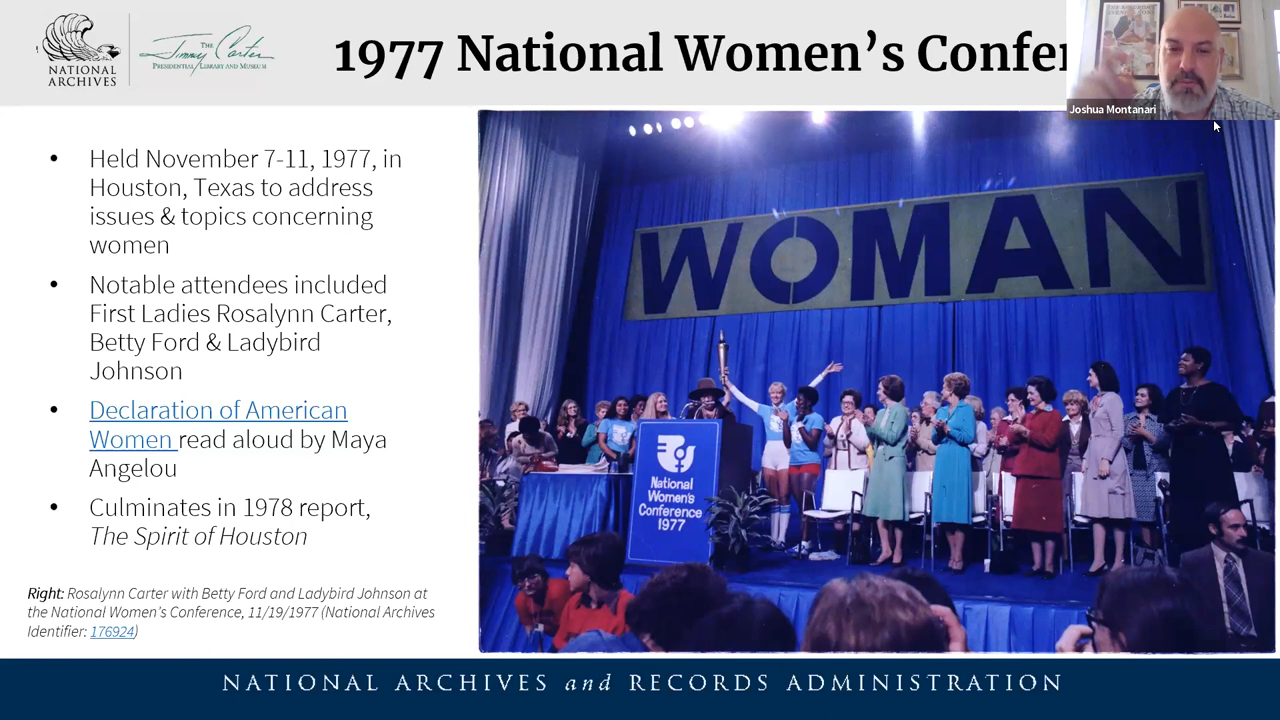 NATIONAL
ARCHIVES
THE
Jimmy Carter
PRESIDENTIAL LIBRARY AND MUSEUM
1977 National Women's Confer
Joshua Montanari
• Held November 7-11, 1977, in
Houston, Texas to address
issues & topics concerning
women
• Notable attendees included
First Ladies Rosalynn Carter,
Betty Ford & Ladybird
Johnson
• Declaration of American
Women read aloud by Maya
Angelou
• Culminates in 1978 report,
The Spirit of Houston
Right: Rosalynn Carter with Betty Ford and Ladybird Johnson at
the National Women's Conference, 11/19/1977 (National Archives
Identifier: 176924)
WOMAN
National
Women's
Conference
1977
NATIONAL ARCHIVES and RECORDS ADMINISTRATION